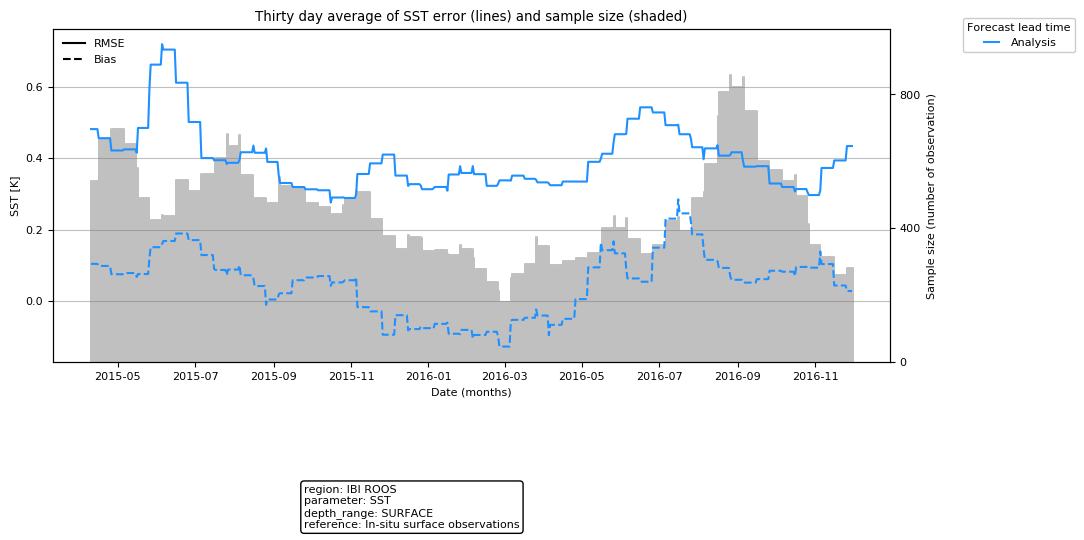 Thirty day average of SST error (lines) and sample size (shaded)
RMSE
Bias
Forecast lead time
Analysis
SST [K]
0.6
0.4
0.2
0.0
800
400
0
Sample size (number of observation)
2015-05 2015-07 2015-09 2015-11 2016-01 2016-03 2016-05 2016-07 2016-09 2016-11
Date (months)
region: IBI ROOS
parameter: SST
depth_range: SURFACE
reference: In-situ surface observations